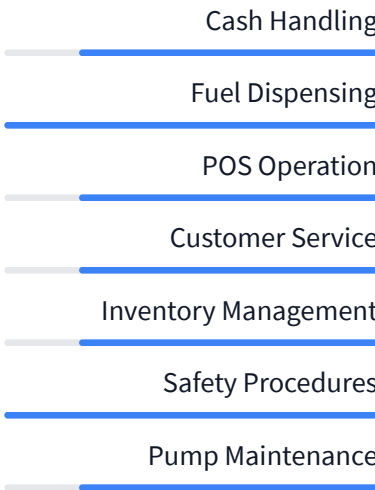 Cash Handling
Fuel Dispensing
POS Operation
Customer Service
Inventory Management
Safety Procedures
Pump Maintenance